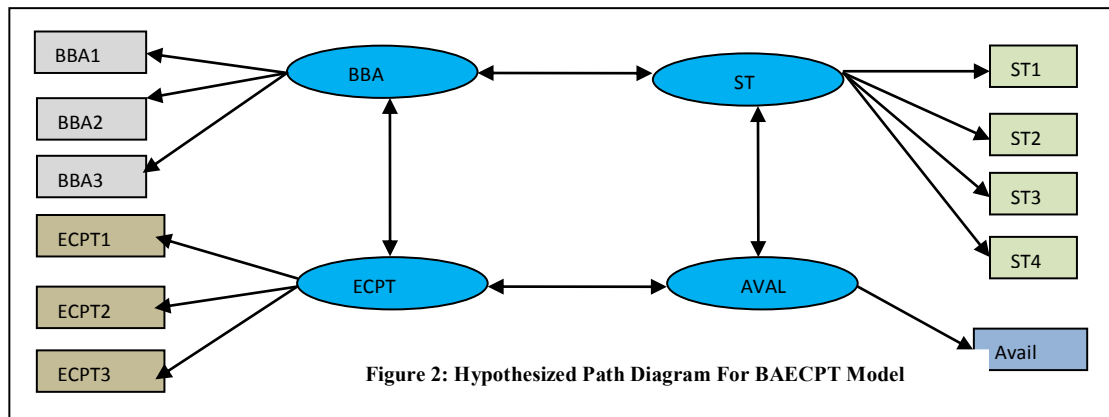 BBA1
BBA2
BBA3
ECPT1
ECPT2
ECPT3
BBA
ST
ECPT
AVAL
ST1
ST2
ST3
ST4
Avail
Figure 2: Hypothesized Path Diagram For BAECPT Model